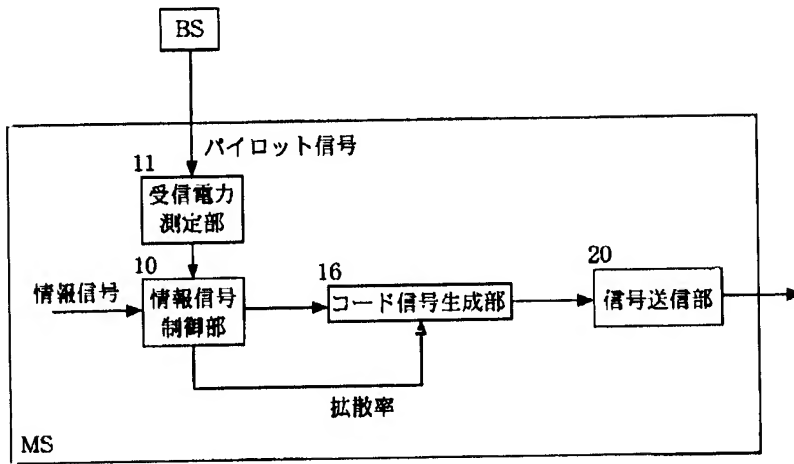 BS
パイロット信号
11
受信電力
測定部
10
16
20
情報信号
情報信号
制御部
コード信号生成部
信号送信部
拡散率
MS